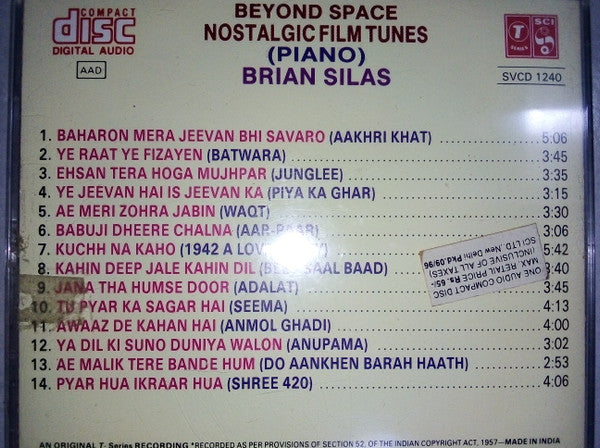 COMPACT
disc
DIGITAL AUDIO
AAD
BEYOND SPACE
NOSTALGIC FILM TUNES
(PIANO)
BRIAN SILAS
T
SERIES
SCI
SVCD 1240
1. BAHARON MERA JEEVAN BHI SAVARO (AAKHRI KHAT) 5:06
2. YE RAAT YE FIZAYEN (BATWARA) 3:45
3. EHSAN TERA HOGA MUJHPAR (JUNGLEE) 3:35
4. YE JEEVAN HAI IS JEEVAN KA (PIYA KA GHAR) 3:15
5. AE MERI ZOHRA JABIN (WAQT) 3:30
6. BABUJI DHEERE CHALNA (AAR-PAAR) 3:06
7. KUCHH NA KAHO (1942 A LOVE 5:42
8. KAHIN DEEP JALE KAHIN DIL SAAL BAAD) :40
9. JANA THA HUMSE DOOR (ADALAT) 3:45
10. TU PYAR KA SAGAR HAI (SEEMA) 4:13
11. AWAAZ DE KAHAN HAI (ANMOL GHADI) 4:00
12. YA DIL KI SUNO DUNIYA WALON (ANUPAMA) 3:02
13. AE MALIK TERE BANDE HUM (DO AANKHEN BARAH HAATH) 2:53
14. PYAR HUA IKRAAR HUA (SHREE 420) 4:06
ONE AUDIO COMPACT DISC
MAX. RETAIL PRICE Rs. 65/-
(INCLUSIVE OF ALL TAXES)
SCI LTD., New Delhi Pkd.09/96
AN ORIGINAL T- Series RECORDING *RECORDED AS PER PROVISIONS OF SECTION 52, OF THE INDIAN COPYRIGHT ACT, 1957-MADE IN INDIA